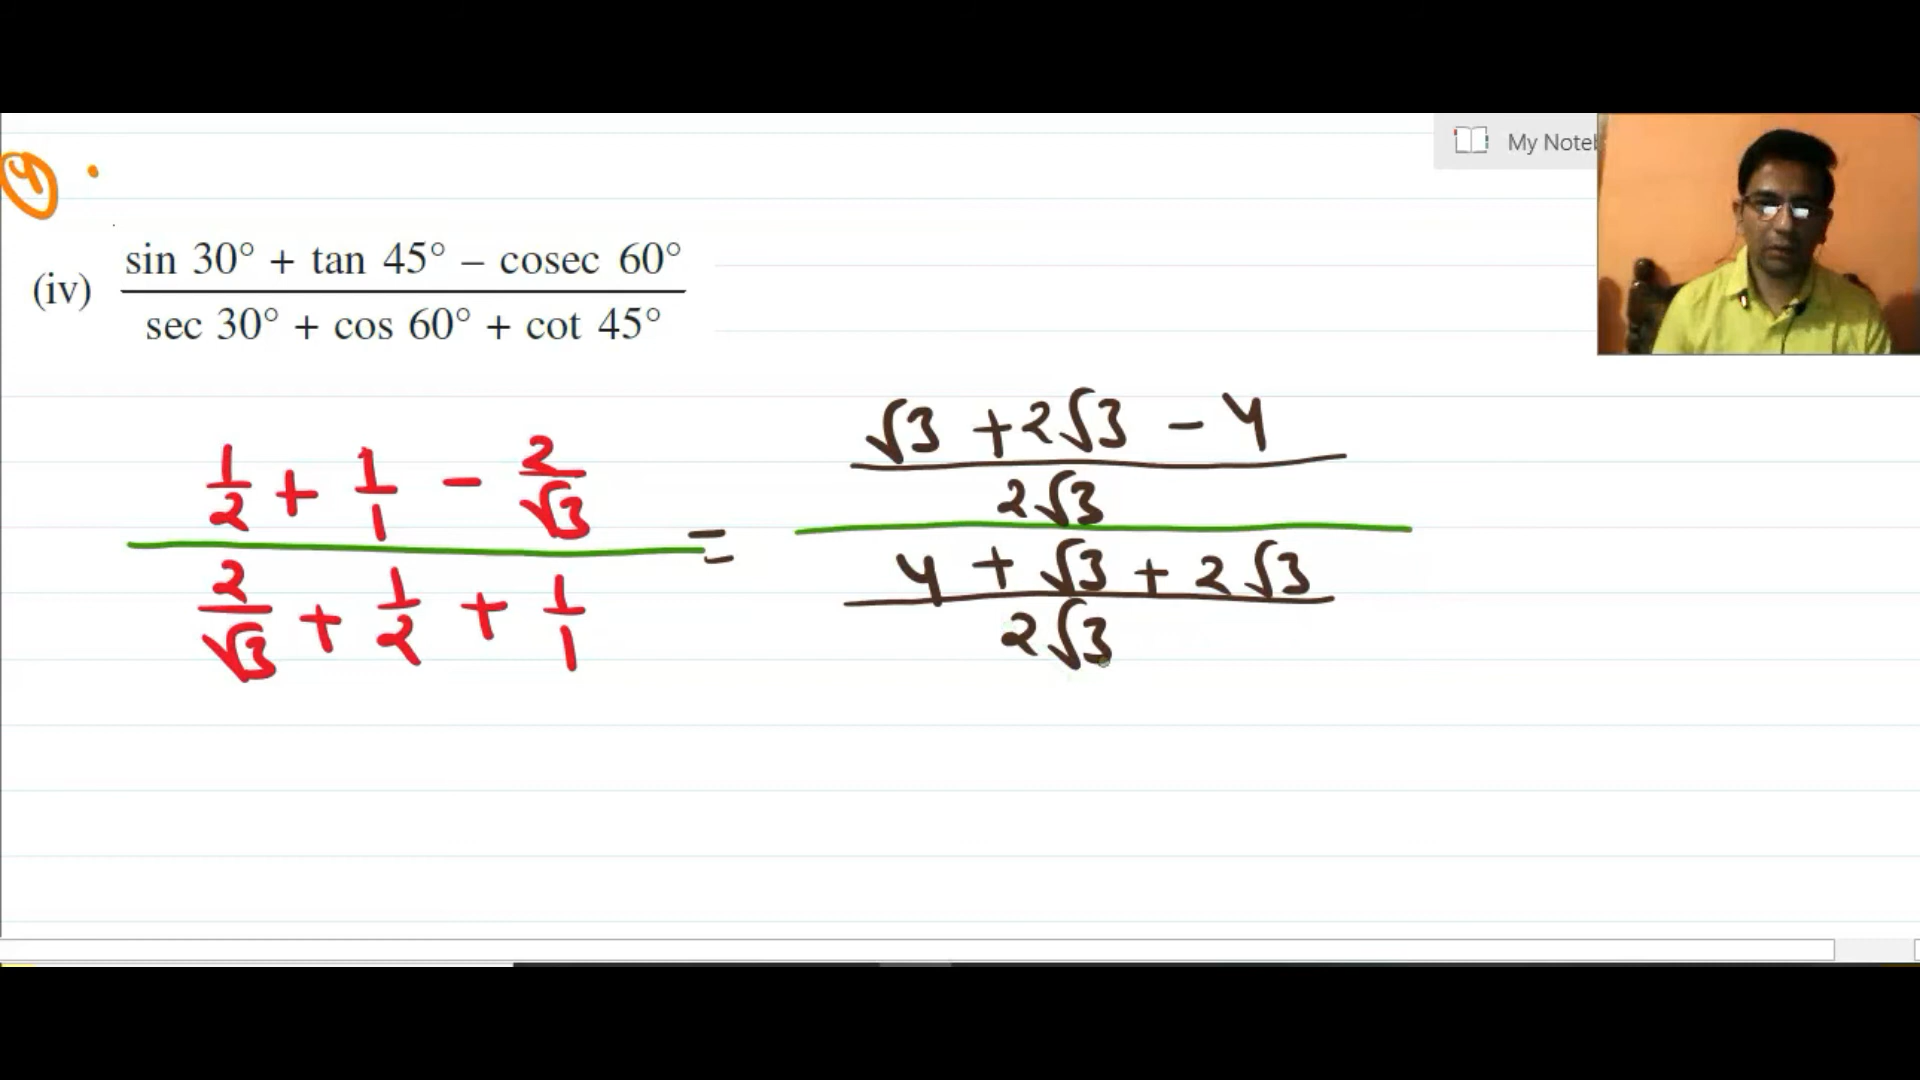 My Noteb
4 .
(iv) sin 30° + tan 45° – cosec 60°
sec 30° + cos 60° + cot 45°
1/2 + 1/1 - 2/√3
2/√3 + 1/2 + 1/1
=
√3 + 2√3 - 4
2√3
4 + √3 + 2√3
2√3